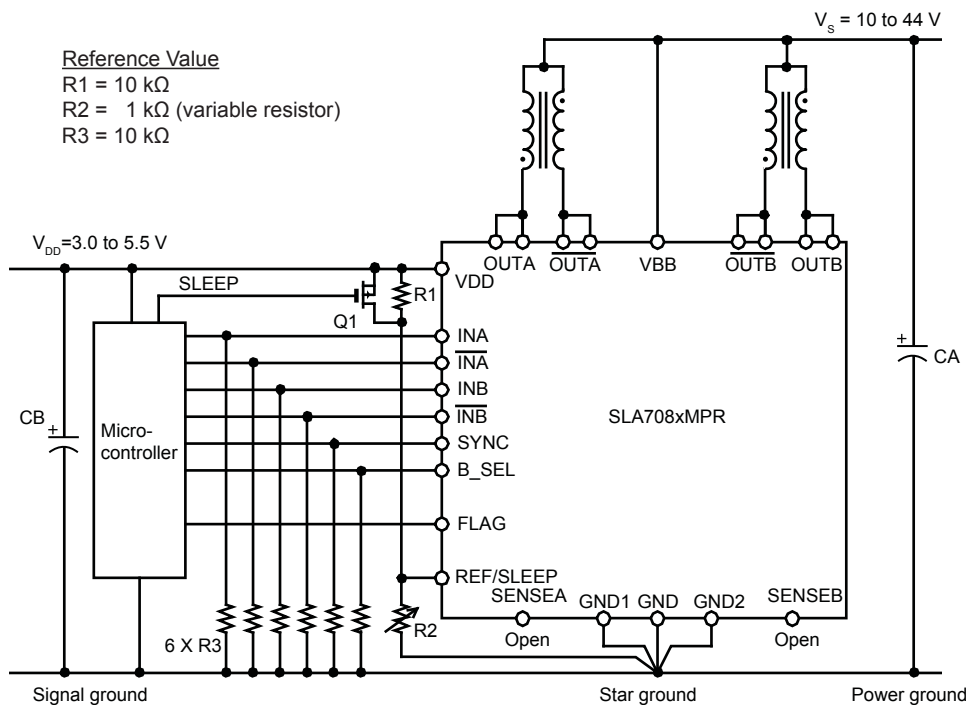 V_S = 10 to 44 V
Reference Value
R1 = 10 kΩ
R2 = 1 kΩ (variable resistor)
R3 = 10 kΩ
V_DD=3.0 to 5.5 V
OUTA
OUTA
VBB
OUTB
OUTB
SLEEP
VDD
R1
Q1
INA
INA
INB
INB
SYNC
B_SEL
FLAG
REF/SLEEP
SLA708xMPR
+
CA
CB
+
Micro-
controller
SENSEA
GND1
GND
GND2
SENSEB
Open
Open
6 X R3
R2
Signal ground
Star ground
Power ground